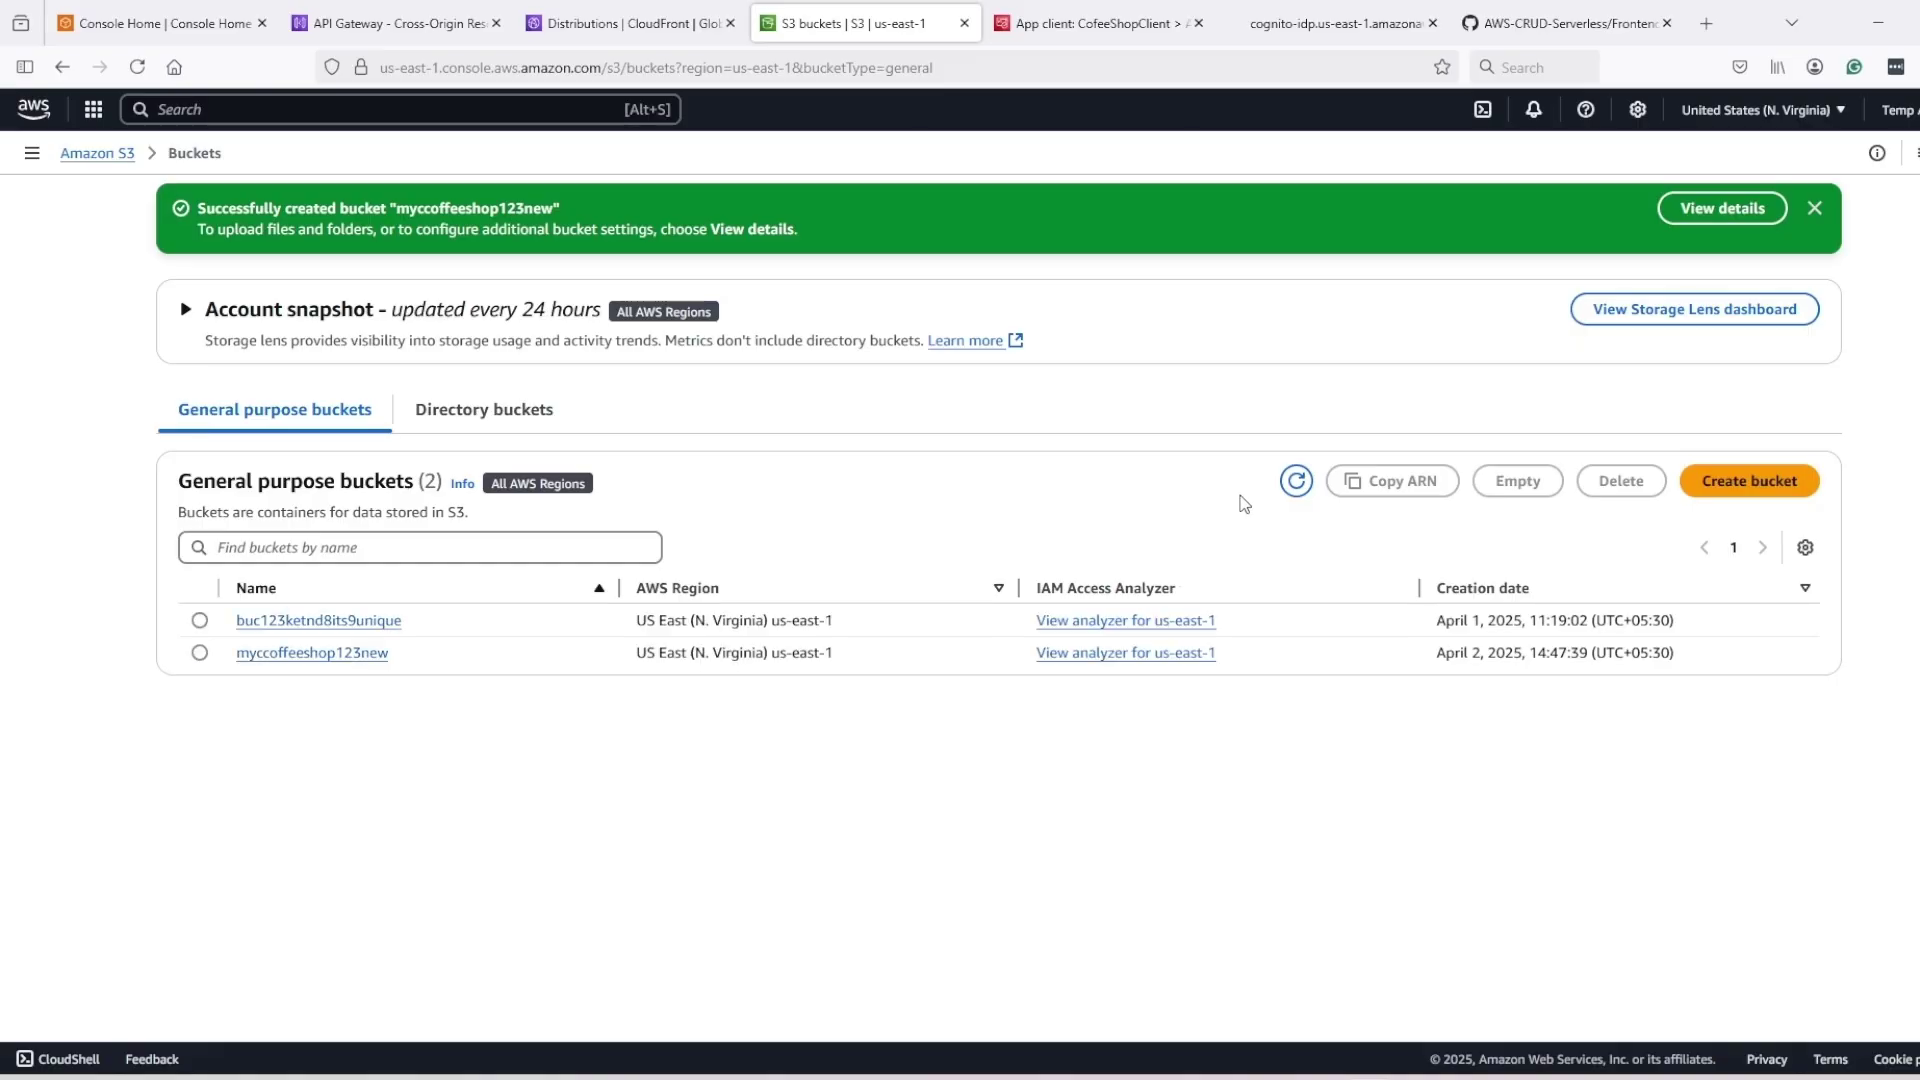 Console Home | Console Home
API Gateway - Cross-Origin Res
Distributions | CloudFront | Glob
S3 buckets | S3 | us-east-1
App client: CofeeShopClient >
cognito-idp.us-east-1.amazona
AWS-CRUD-Serverless/Frontend
us-east-1.console.aws.amazon.com/s3/buckets?region=us-east-1&bucketType=general
Search
aws
Search
[Alt+S]
United States (N. Virginia)
Temp
Amazon S3
Buckets
Successfully created bucket "myccoffeeshop123new"
To upload files and folders, or to configure additional bucket settings, choose View details.
View details
Account snapshot - updated every 24 hours
All AWS Regions
View Storage Lens dashboard
Storage lens provides visibility into storage usage and activity trends. Metrics don't include directory buckets. Learn more
General purpose buckets
Directory buckets
General purpose buckets (2)
Info
All AWS Regions
Copy ARN
Empty
Delete
Create bucket
Buckets are containers for data stored in S3.
Find buckets by name
1
Name
AWS Region
IAM Access Analyzer
Creation date
buc123ketnd8its9unique
US East (N. Virginia) us-east-1
View analyzer for us-east-1
April 1, 2025, 11:19:02 (UTC+05:30)
myccoffeeshop123new
US East (N. Virginia) us-east-1
View analyzer for us-east-1
April 2, 2025, 14:47:39 (UTC+05:30)
CloudShell
Feedback
© 2025, Amazon Web Services, Inc. or its affiliates.
Privacy
Terms
Cookie p